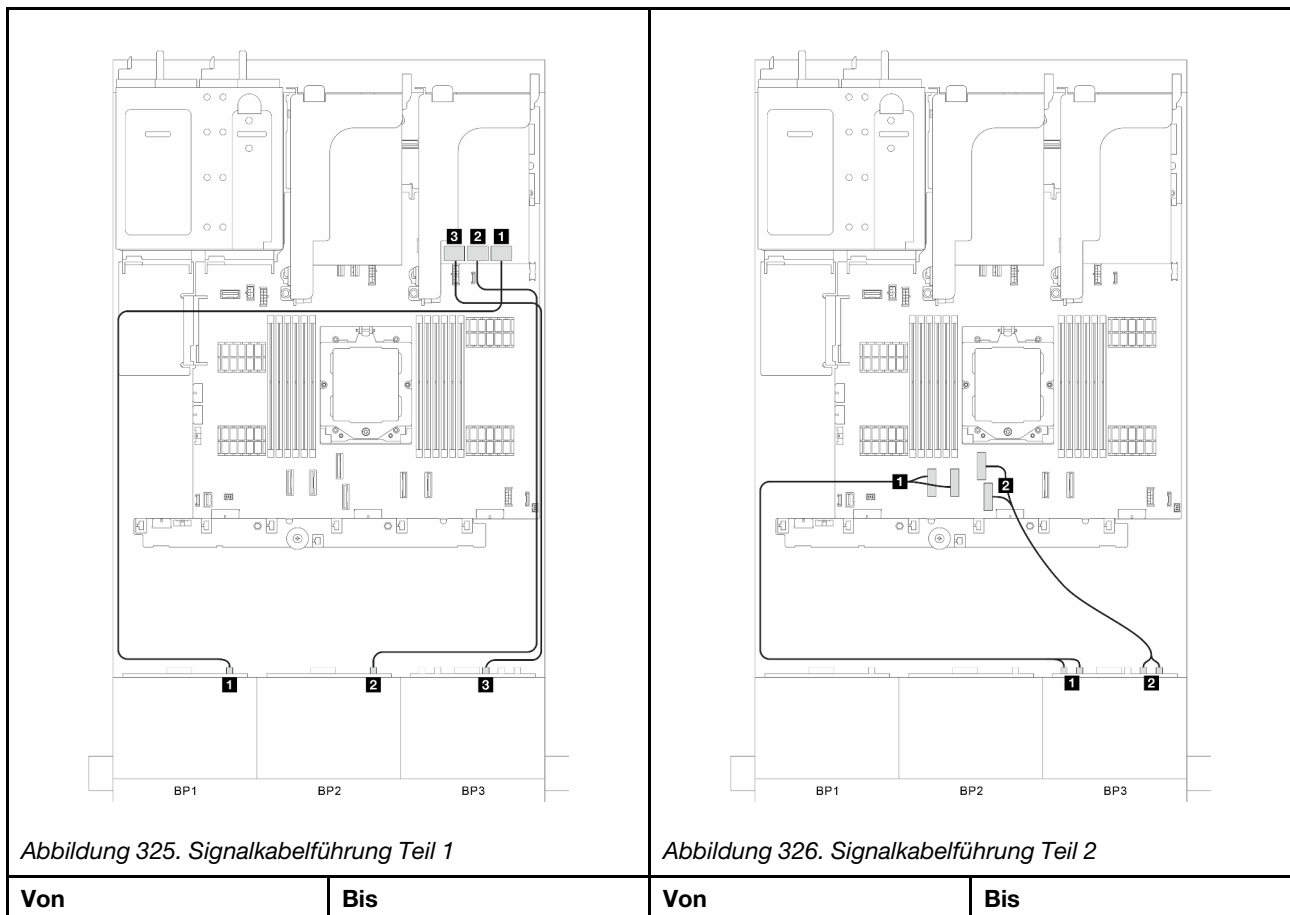 3 2 1
1 2 3
BP1 BP2 BP3
Abbildung 325. Signalkabelführung Teil 1
1 2
1 2
BP1 BP2 BP3
Abbildung 326. Signalkabelführung Teil 2
Von Bis Von Bis